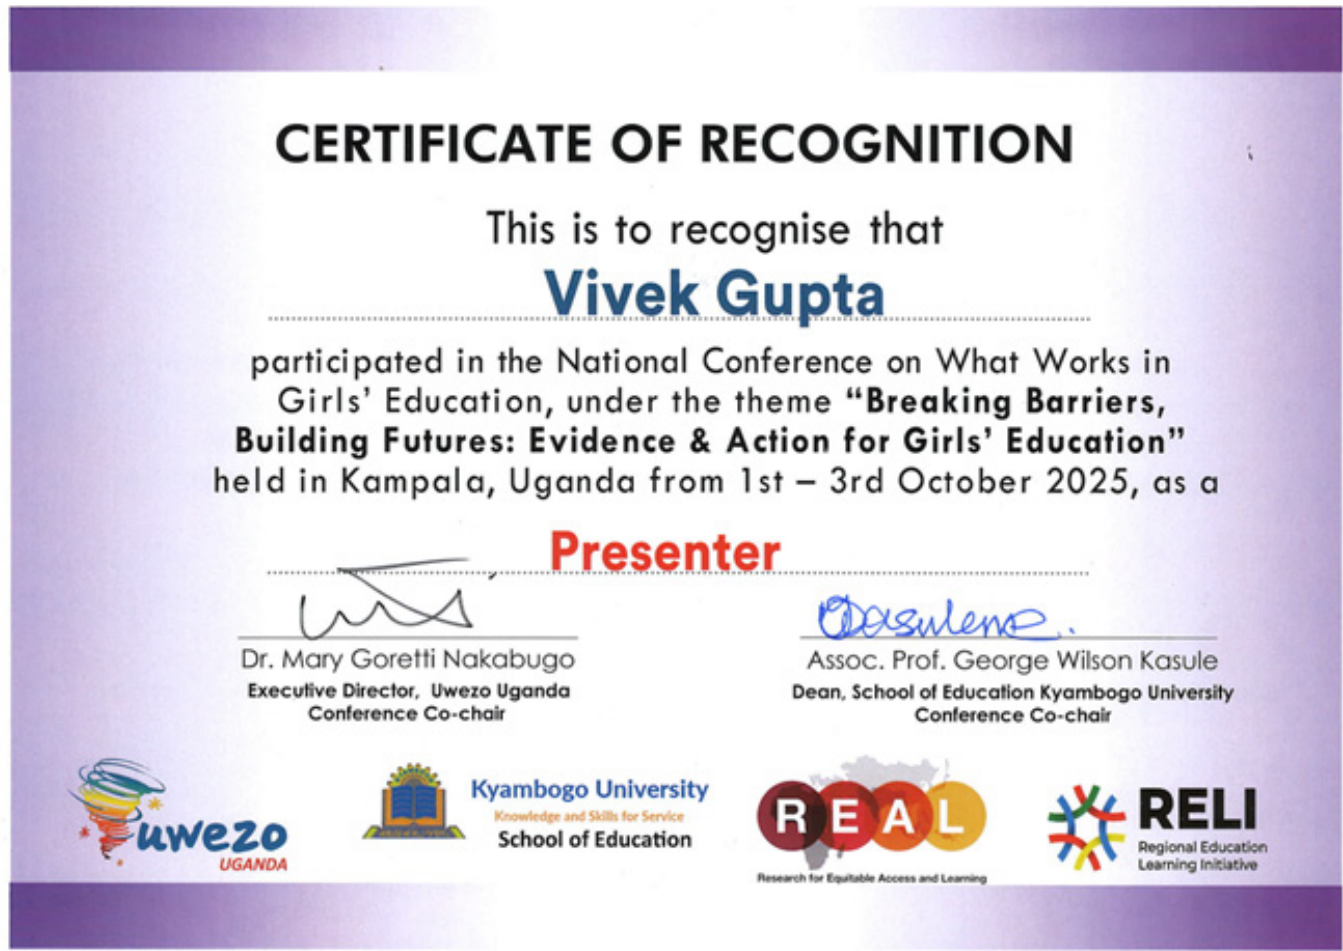 CERTIFICATE OF RECOGNITION
This is to recognise that
Vivek Gupta
participated in the National Conference on What Works in
Girls’ Education, under the theme “Breaking Barriers,
Building Futures: Evidence & Action for Girls’ Education”
held in Kampala, Uganda from 1st – 3rd October 2025, as a
Presenter
Dr. Mary Goretti Nakabugo
Executive Director, Uwezo Uganda
Conference Co-chair
Assoc. Prof. George Wilson Kasule
Dean, School of Education Kyambogo University
Conference Co-chair
uwezo
UGANDA
Kyambogo University
Knowledge and Skills for Service
School of Education
REAL
Research for Equitable Access and Learning
RELI
Regional Education
Learning Initiative